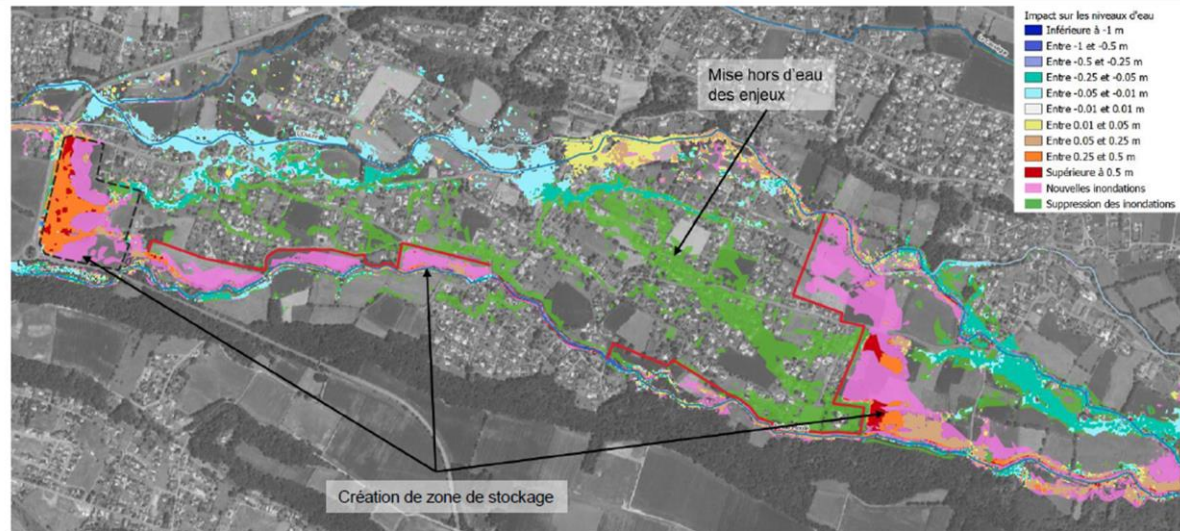 Impact sur les niveaux d'eau
Inférieure à -1 m
Entre -1 et -0.5 m
Entre -0.5 et -0.25 m
Entre -0.25 et -0.05 m
Entre -0.05 et -0.01 m
Entre -0.01 et 0.01 m
Entre 0.01 et 0.05 m
Entre 0.05 et 0.25 m
Entre 0.25 et 0.5 m
Supérieure à 0.5 m
Nouvelles inondations
Suppression des inondations
Mise hors d'eau
des enjeux
Création de zone de stockage